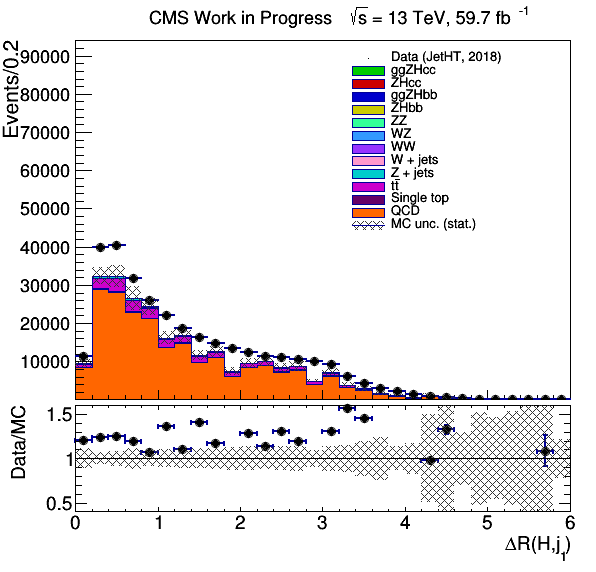 CMS Work in Progress √s = 13 TeV, 59.7 fb⁻¹
Events/0.2
90000
80000
70000
60000
50000
40000
30000
20000
10000
Data (JetHT, 2018)
ggZHcc
ZHcc
ggZHbb
ZHbb
ZZ
WZ
WW
W + jets
Z + jets
tt̄
Single top
QCD
MC unc. (stat.)
Data/MC
1.5
1
0.5
0 1 2 3 4 5 6
ΔR(H,j₁)